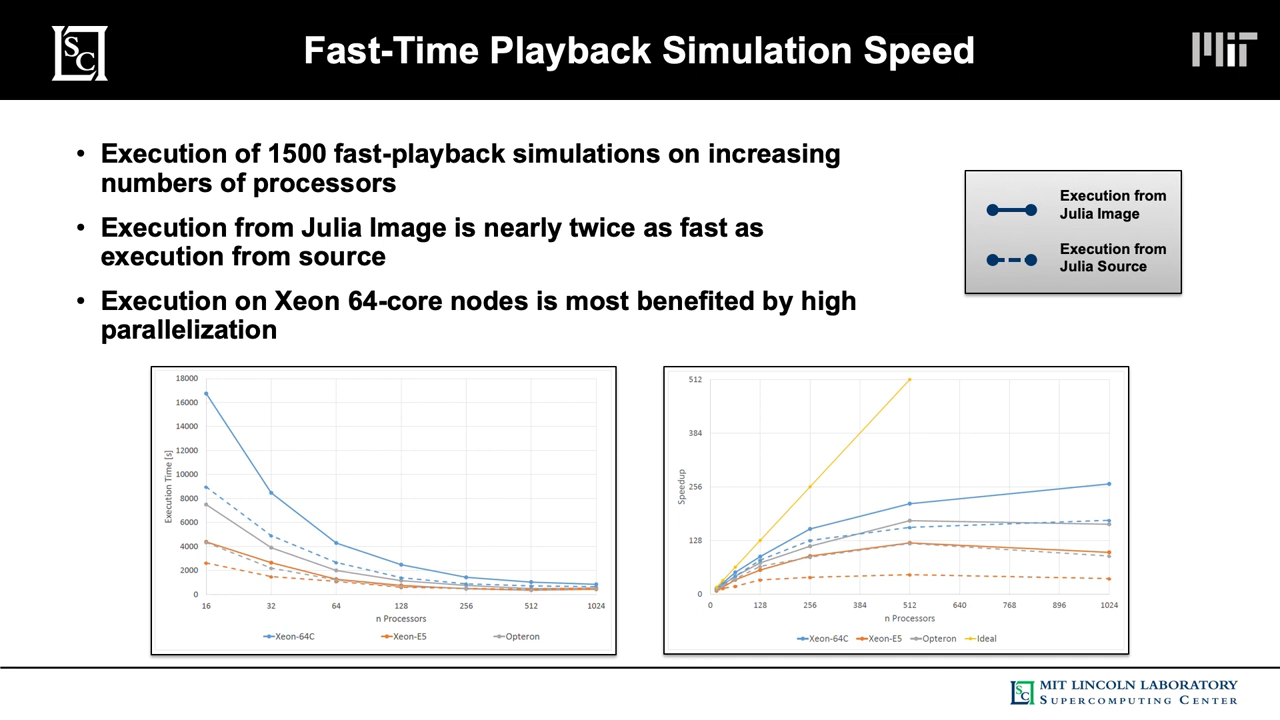 SC
Fast-Time Playback Simulation Speed
MIT
• Execution of 1500 fast-playback simulations on increasing
numbers of processors
• Execution from Julia Image is nearly twice as fast as
execution from source
• Execution on Xeon 64-core nodes is most benefited by high
parallelization
Execution from
Julia Image
Execution from
Julia Source
18000
16000
14000
12000
10000
8000
6000
4000
2000
0
Execution Time [s]
16 32 64 128 256 512 1024
n Processors
Xeon-64C Xeon-E5 Opteron
512
384
256
128
0
Speedup
0 128 256 384 512 640 768 896 1024
n Processors
Xeon-64C Xeon-E5 Opteron Ideal
SC
MIT LINCOLN LABORATORY
SUPERCOMPUTING CENTER